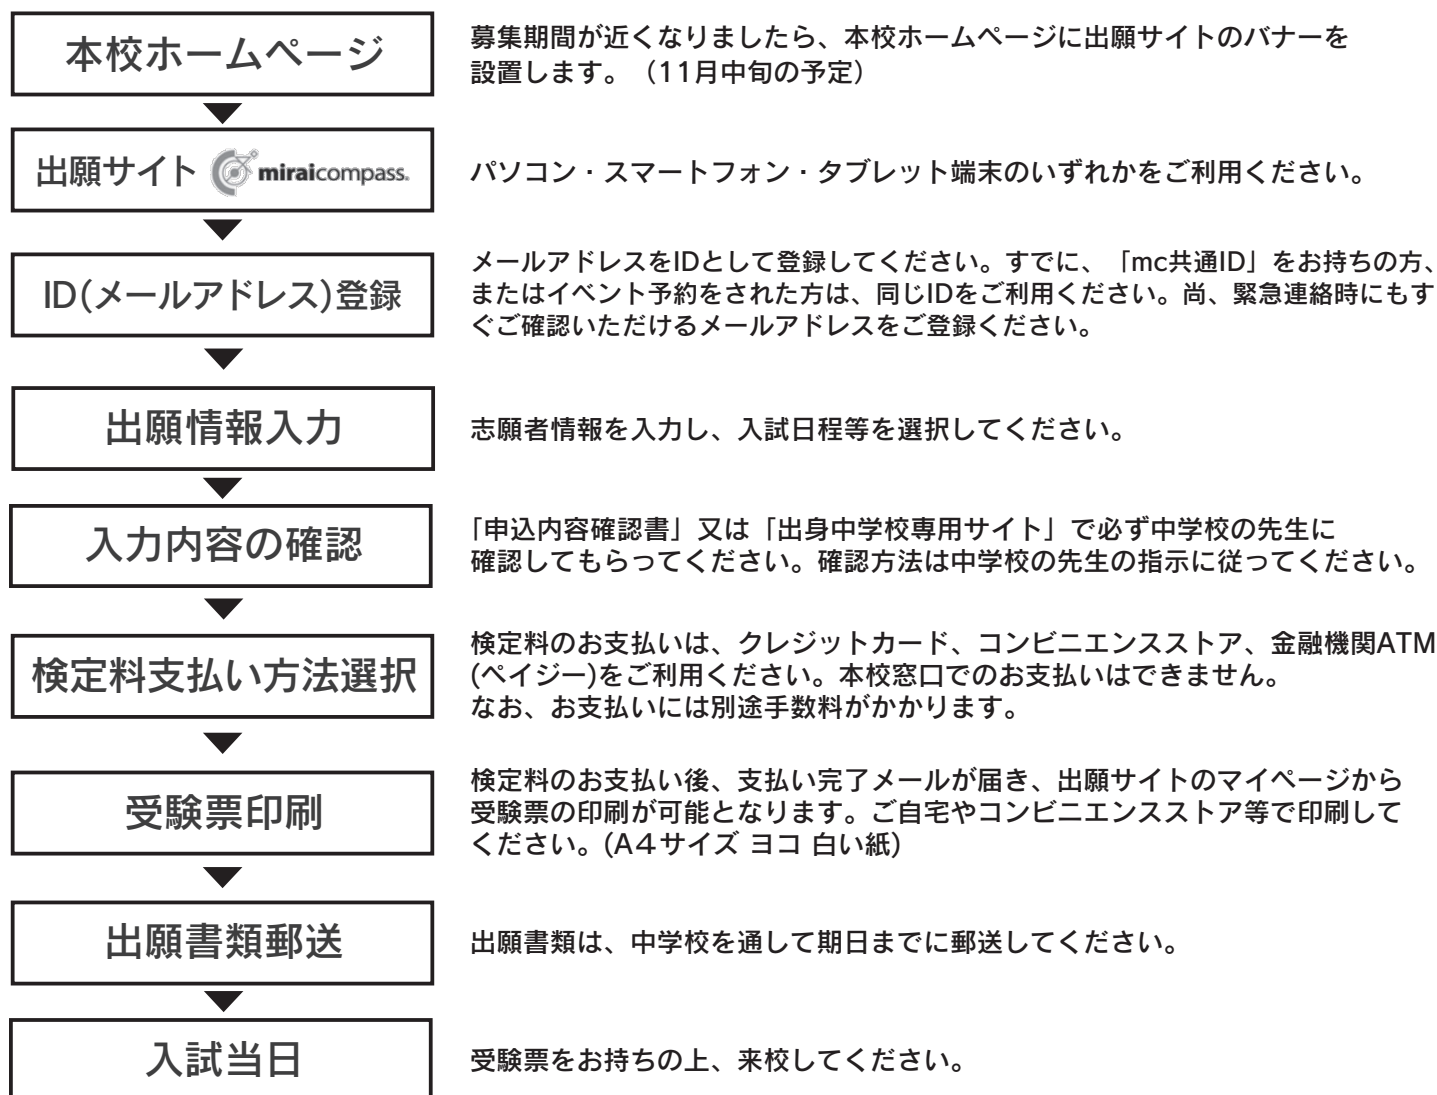 本校ホームページ
募集期間が近くなりましたら、本校ホームページに出願サイトのバナーを
設置します。（11月中旬の予定）
出願サイト miraicompass.
パソコン・スマートフォン・タブレット端末のいずれかをご利用ください。
ID(メールアドレス)登録
メールアドレスをIDとして登録してください。すでに、「mc共通ID」をお持ちの方、
またはイベント予約をされた方は、同じIDをご利用ください。尚、緊急連絡時にもす
ぐご確認いただけるメールアドレスをご登録ください。
出願情報入力
志願者情報を入力し、入試日程等を選択してください。
入力内容の確認
「申込内容確認書」又は「出身中学校専用サイト」で必ず中学校の先生に
確認してもらってください。確認方法は中学校の先生の指示に従ってください。
検定料支払い方法選択
検定料のお支払いは、クレジットカード、コンビニエンスストア、金融機関ATM
(ペイジー)をご利用ください。本校窓口でのお支払いはできません。
なお、お支払いには別途手数料がかかります。
受験票印刷
検定料のお支払い後、支払い完了メールが届き、出願サイトのマイページから
受験票の印刷が可能となります。ご自宅やコンビニエンスストア等で印刷して
ください。(A４サイズ ヨコ 白い紙)
出願書類郵送
出願書類は、中学校を通して期日までに郵送してください。
入試当日
受験票をお持ちの上、来校してください。